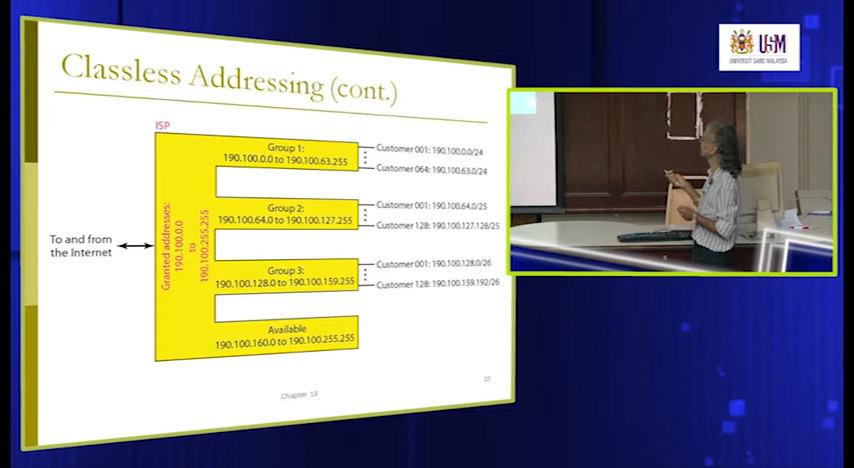 USM
UNIVERSITI SAINS MALAYSIA
Classless Addressing (cont.)
ISP
To and from
the Internet
Granted addresses:
190.100.0.0
to
190.100.255.255
Group 1:
190.100.0.0 to 190.100.63.255
Customer 001: 190.100.0.0/24
Customer 064: 190.100.63.0/24
Group 2:
190.100.64.0 to 190.100.127.255
Customer 001: 190.100.64.0/25
Customer 128: 190.100.127.128/25
Group 3:
190.100.128.0 to 190.100.159.255
Customer 001: 190.100.128.0/26
Customer 128: 190.100.159.192/26
Available
190.100.160.0 to 190.100.255.255
Chapter 18
22